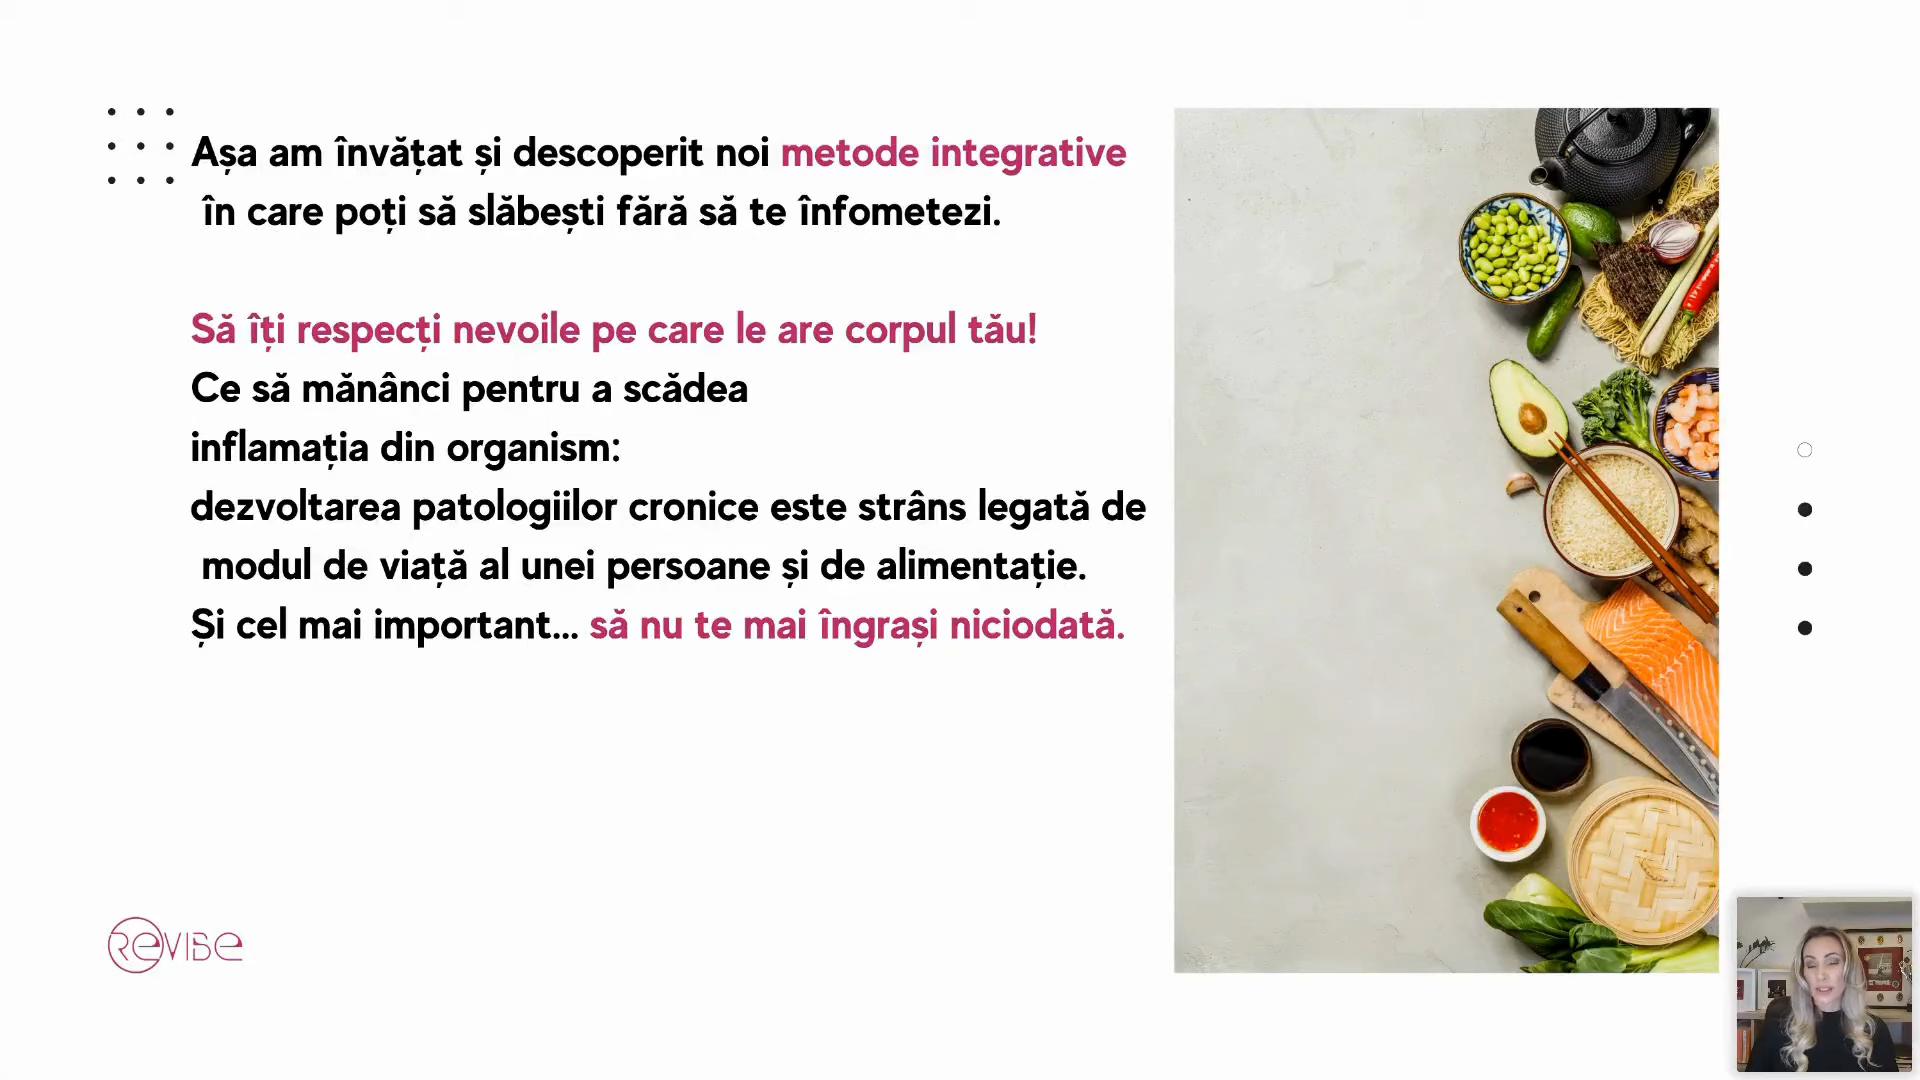 Așa am învățat și descoperit noi metode integrative
în care poți să slăbești fără să te înfometezi.
Să îți respecți nevoile pe care le are corpul tău!
Ce să mănânci pentru a scădea
inflamația din organism:
dezvoltarea patologiilor cronice este strâns legată de
modul de viață al unei persoane și de alimentație.
Și cel mai important... să nu te mai îngrași niciodată.
REVIBE